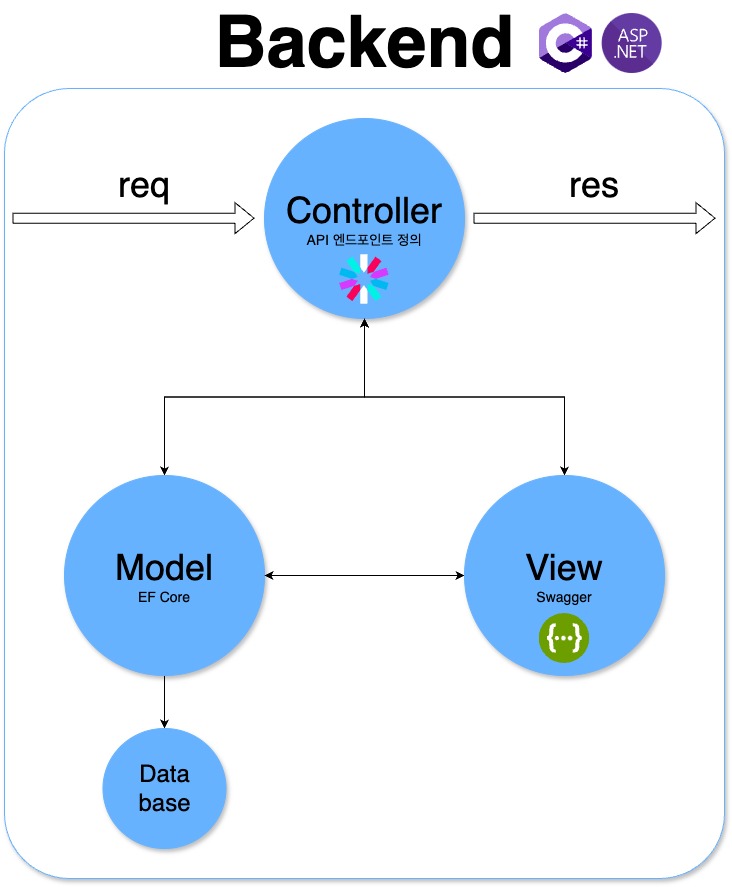 Backend
C#
ASP
.NET
req
res
Controller
API 엔드포인트 정의
Model
EF Core
View
Swagger
{...}
Data
base